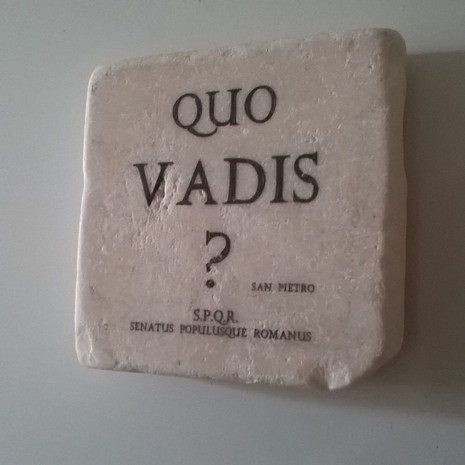 QUO
VADIS
?
SAN PIETRO
S.P.Q.R.
SENATUS POPULUSQUE ROMANUS